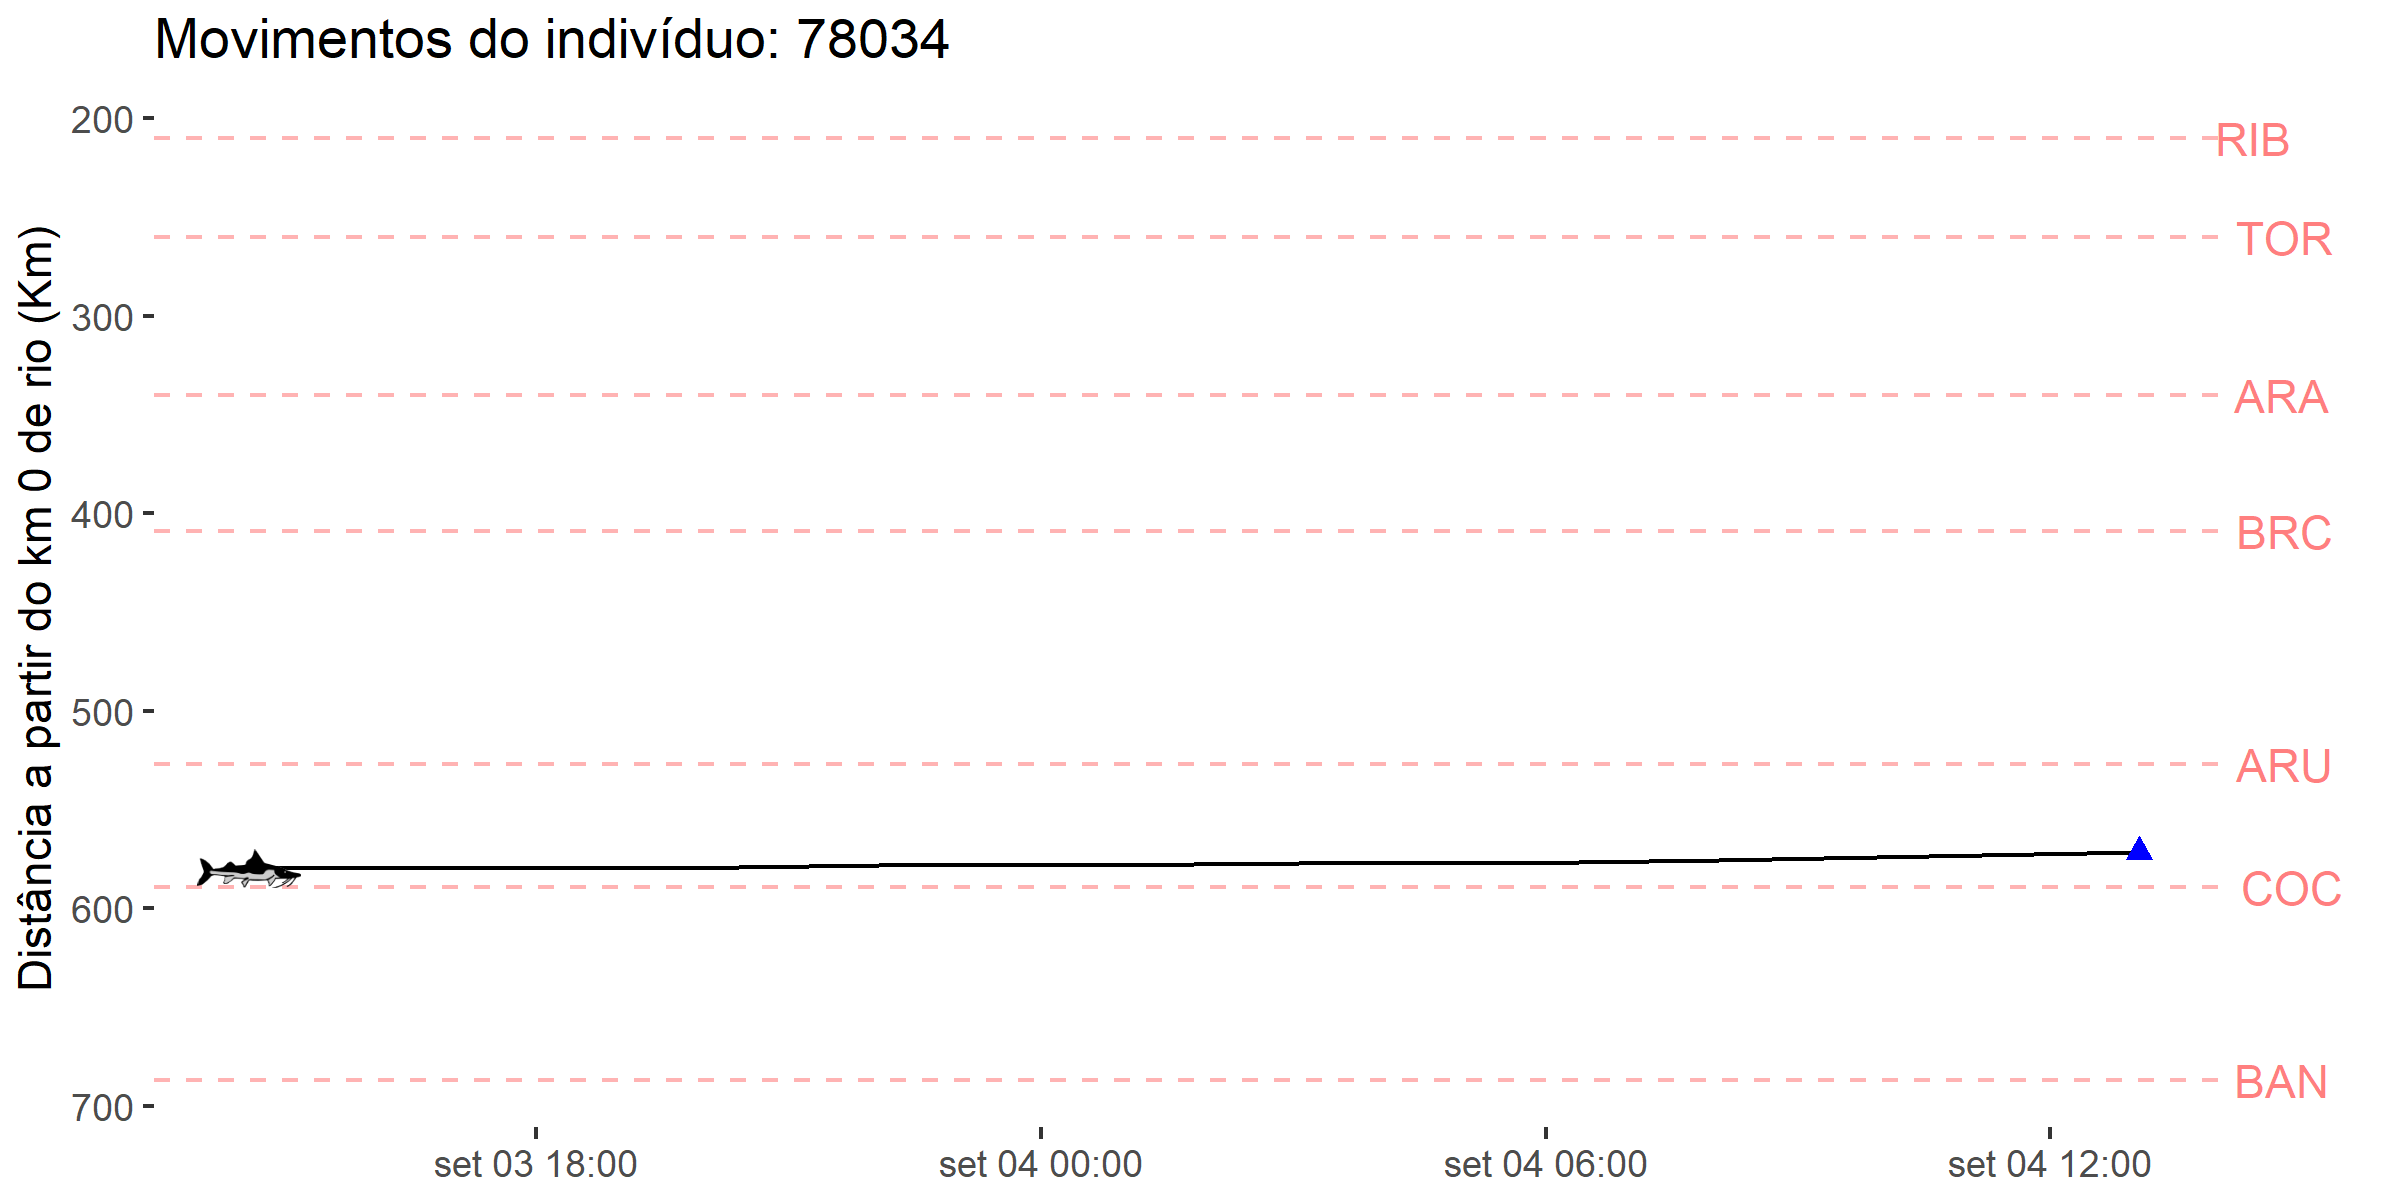 Movimentos do indivíduo: 78034
Distância a partir do km 0 de rio (Km)
200
300
400
500
600
700
RIB
TOR
ARA
BRC
ARU
COC
BAN
set 03 18:00
set 04 00:00
set 04 06:00
set 04 12:00